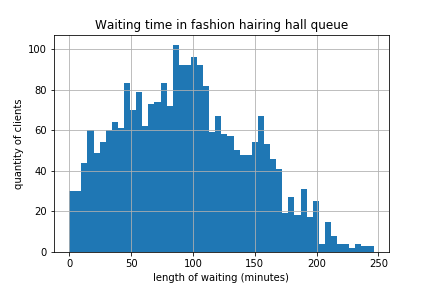 Waiting time in fashion hairing hall queue
quantity of clients
100
80
60
40
20
0
0 50 100 150 200 250
length of waiting (minutes)